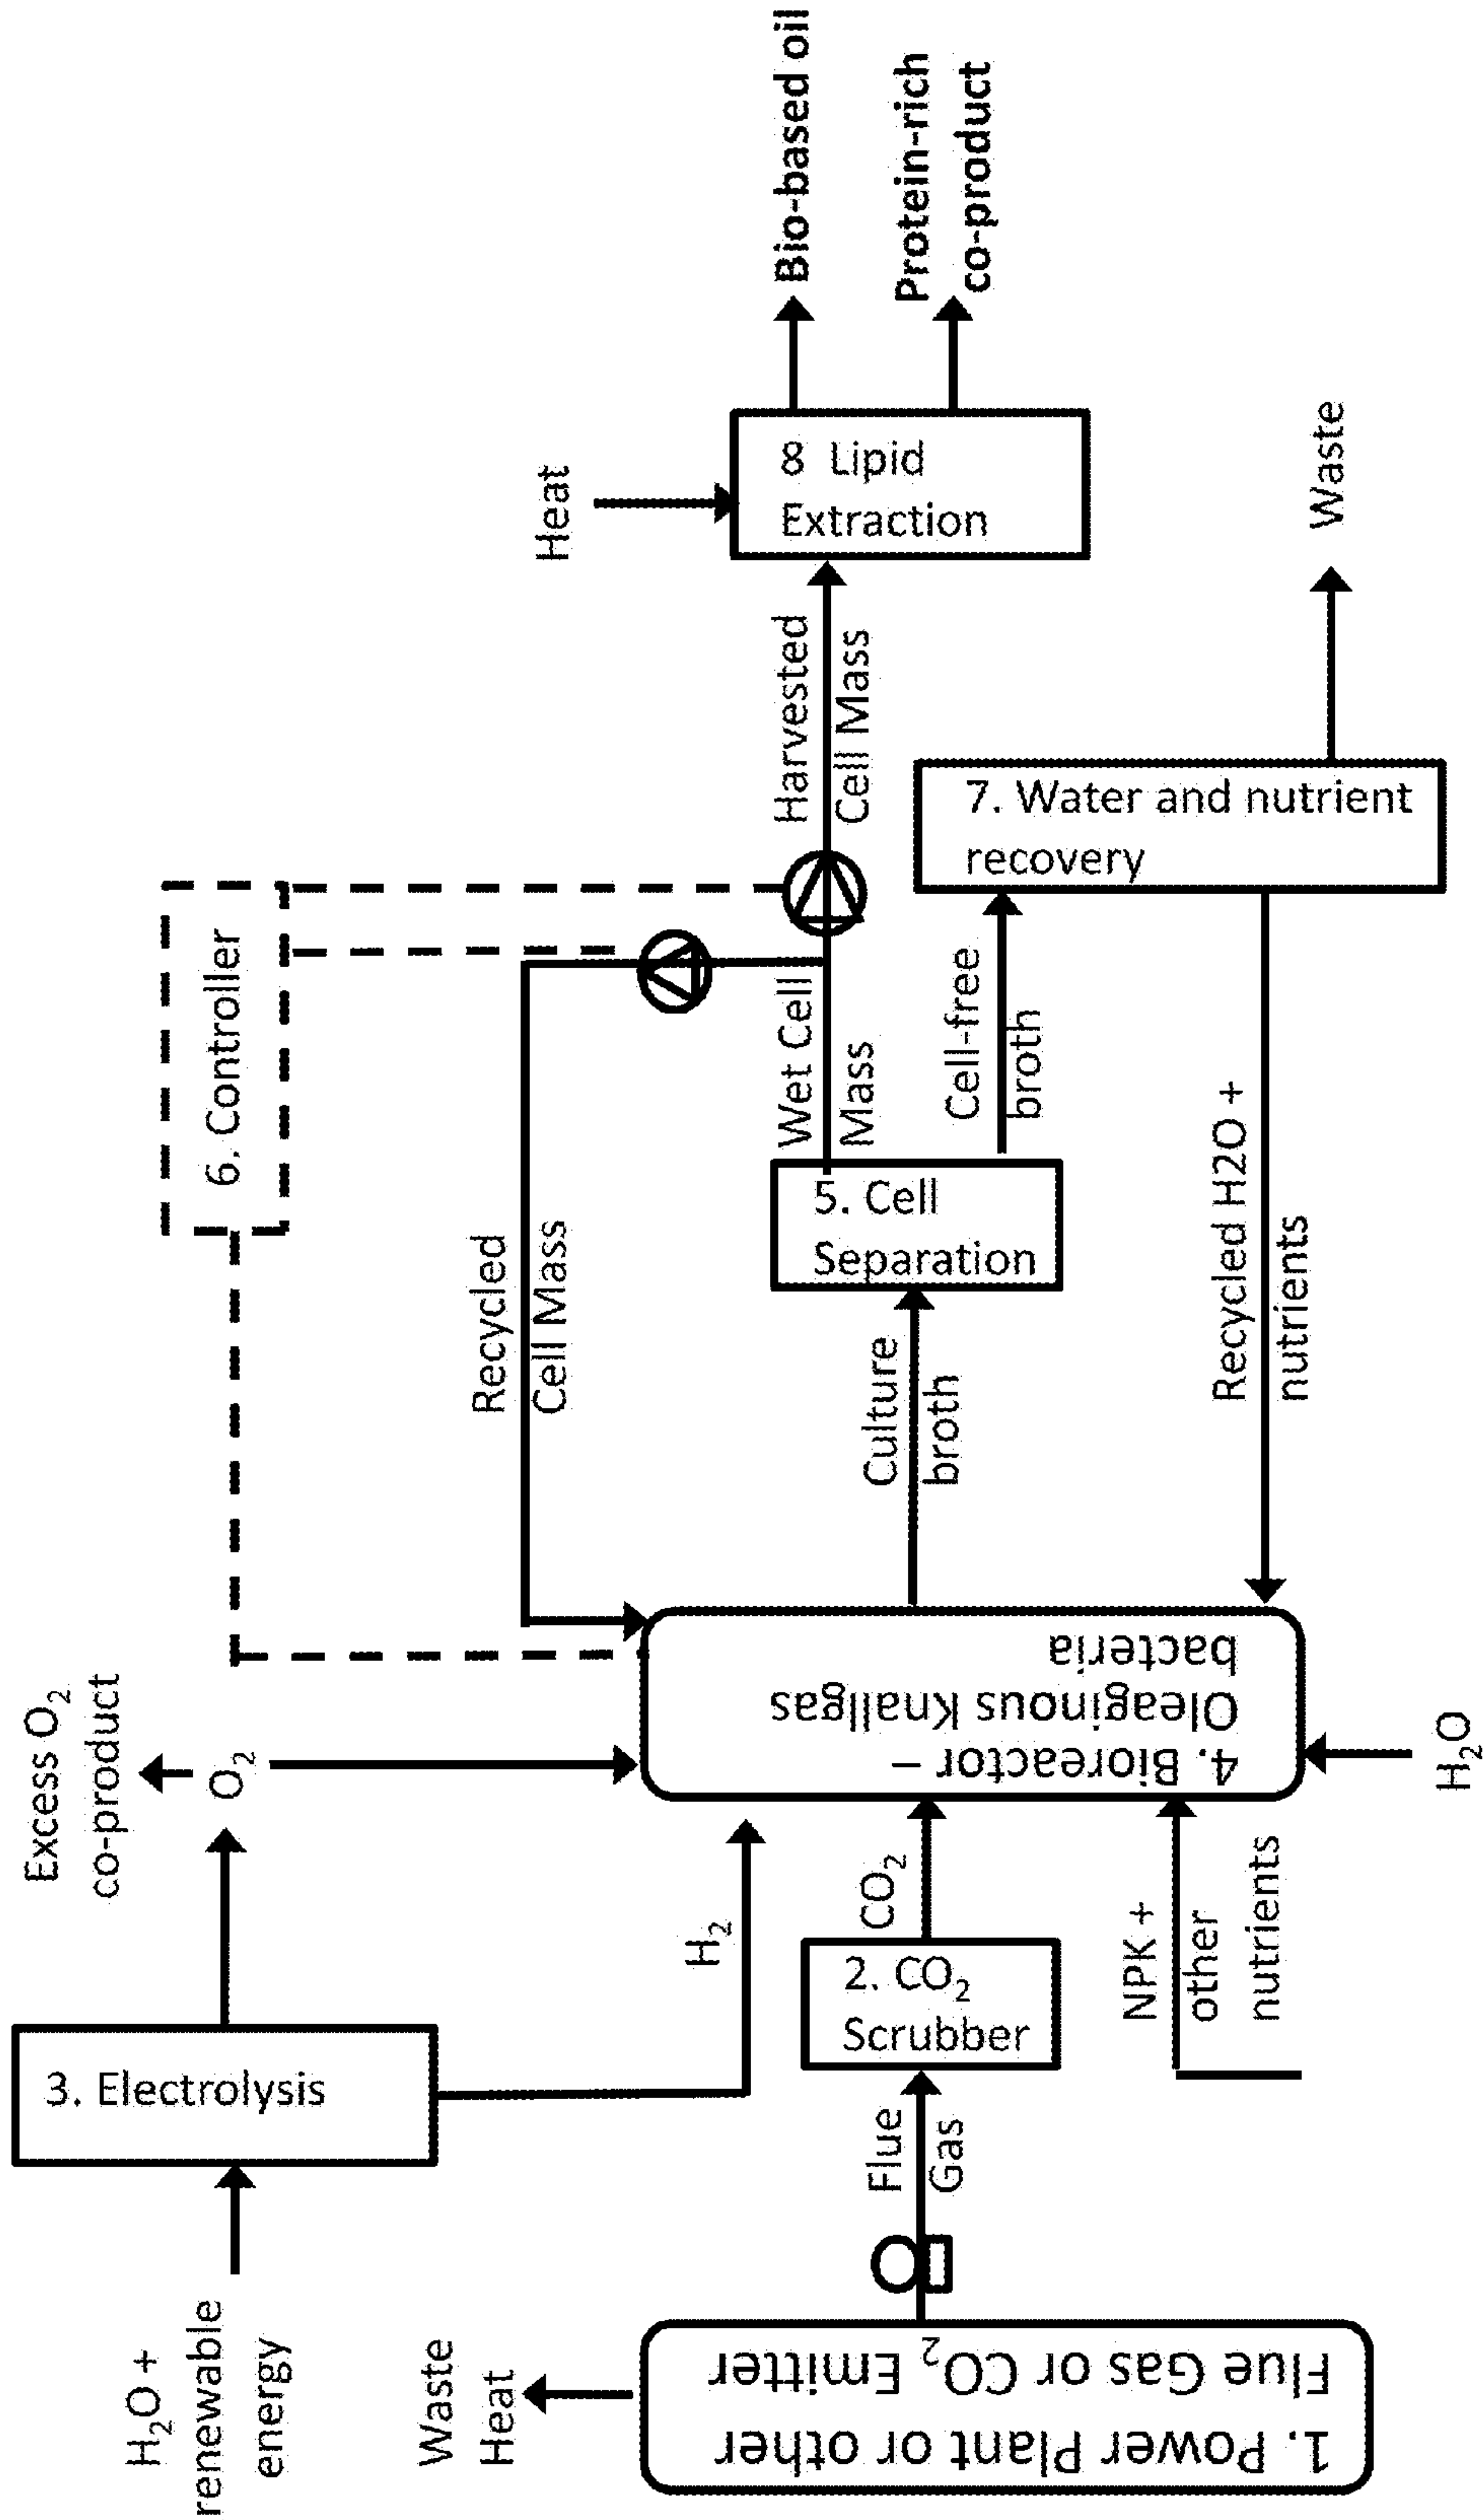 H₂O +
renewable
energy
3. Electrolysis
O₂
Excess O₂
co-product
H₂
6. Controller
Waste
Heat
1. Power Plant or other
Flue Gas or CO₂ Emitter
Flue
Gas
2. CO₂
Scrubber
CO₂
NPK +
other
nutrients
H₂O
4. Bioreactor –
Oleaginous Knallgas
bacteria
Recycled
Cell Mass
Culture
broth
5. Cell
Separation
Wet Cell
Mass
Cell-free
broth
Recycled H2O +
nutrients
7. Water and nutrient
recovery
Waste
Harvested
Cell Mass
Heat
8 Lipid
Extraction
Bio-based oil
Protein-rich
co-product